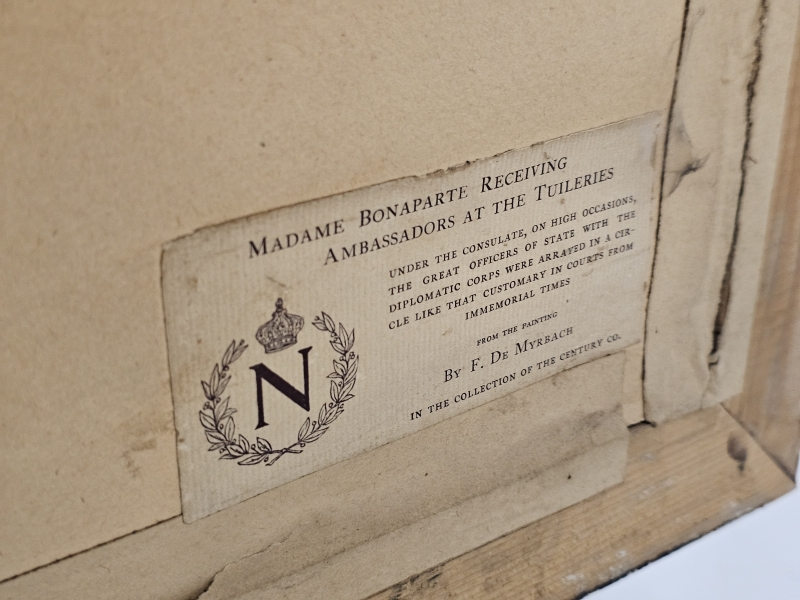 MADAME BONAPARTE RECEIVING
AMBASSADORS AT THE TUILERIES
UNDER THE CONSULATE, ON HIGH OCCASIONS,
THE GREAT OFFICERS OF STATE WITH THE
DIPLOMATIC CORPS WERE ARRAYED IN A CIR-
CLE LIKE THAT CUSTOMARY IN COURTS FROM
IMMEMORIAL TIMES
FROM THE PAINTING
BY F. DE MYRBACH
IN THE COLLECTION OF THE CENTURY CO.
N